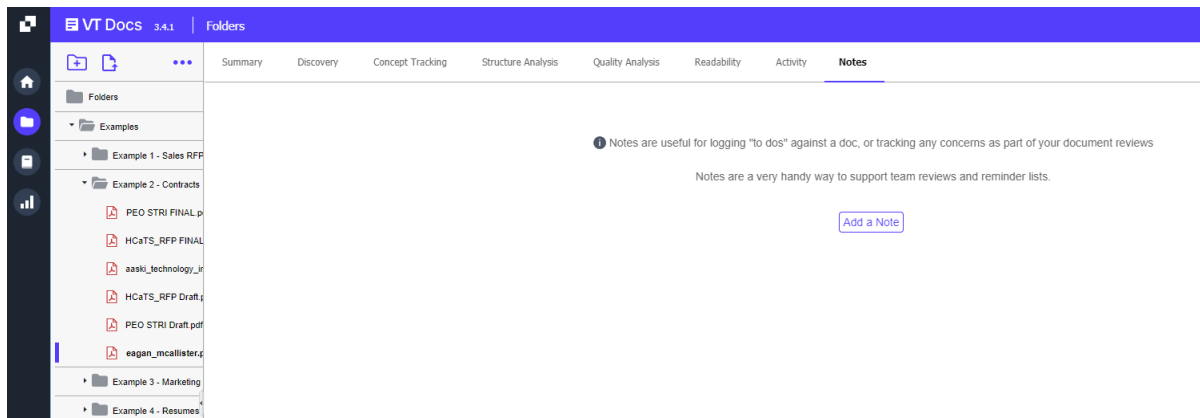 VT Docs 3.4.1 Folders
Summary Discovery Concept Tracking Structure Analysis Quality Analysis Readability Activity Notes
Folders
Examples
Example 1 - Sales RFP
Example 2 - Contracts
PEO STRI FINAL.p
HCaTS_RFP FINAL
aaski_technology_in
HCaTS_RFP Draft.p
PEO STRI Draft.pdf
eagan_mcallister.p
Example 3 - Marketing
Example 4 - Resumes
Notes are useful for logging "to dos" against a doc, or tracking any concerns as part of your document reviews
Notes are a very handy way to support team reviews and reminder lists.
Add a Note